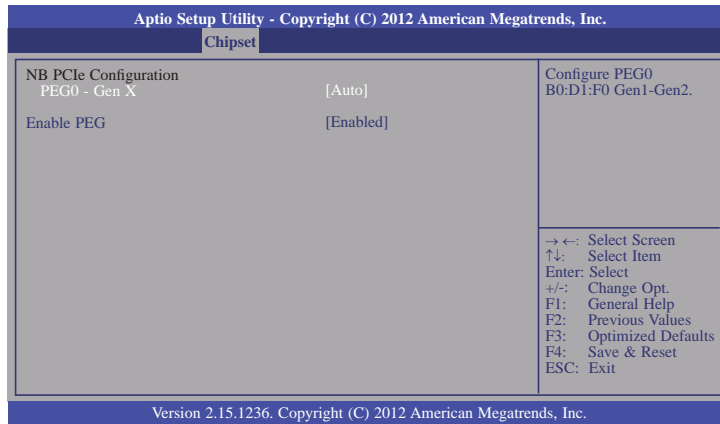 Aptio Setup Utility - Copyright (C) 2012 American Megatrends, Inc.
Chipset
NB PCIe Configuration
PEG0 - Gen X [Auto]
Enable PEG [Enabled]
Configure PEG0
B0:D1:F0 Gen1-Gen2.
→←: Select Screen
↑↓: Select Item
Enter: Select
+/-: Change Opt.
F1: General Help
F2: Previous Values
F3: Optimized Defaults
F4: Save & Reset
ESC: Exit
Version 2.15.1236. Copyright (C) 2012 American Megatrends, Inc.